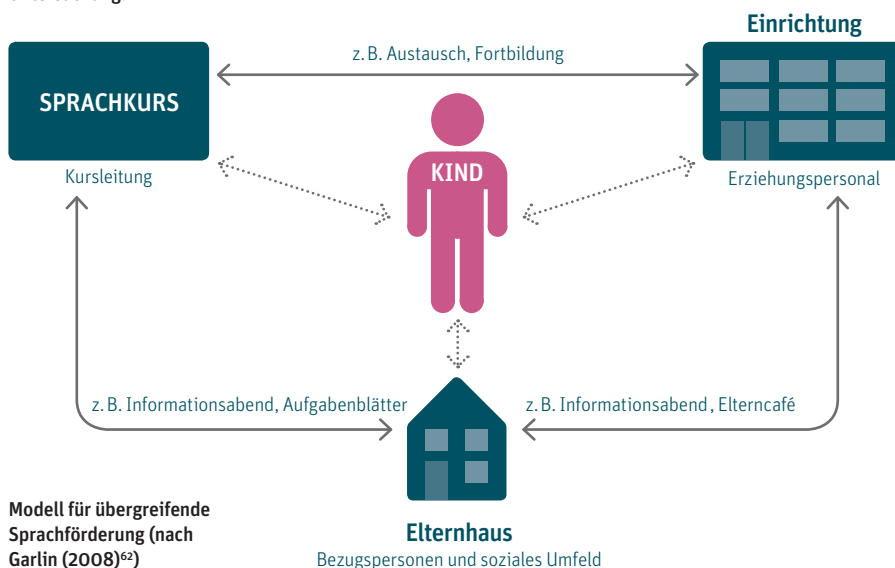 Einrichtung
z. B. Austausch, Fortbildung
SPRACHKURS
KIND
Kursleitung
Erziehungspersonal
z. B. Informationsabend, Aufgabenblätter
z. B. Informationsabend, Elterncafé
Modell für übergreifende
Sprachförderung (nach
Garlin (2008)⁶²)
Elternhaus
Bezugspersonen und soziales Umfeld